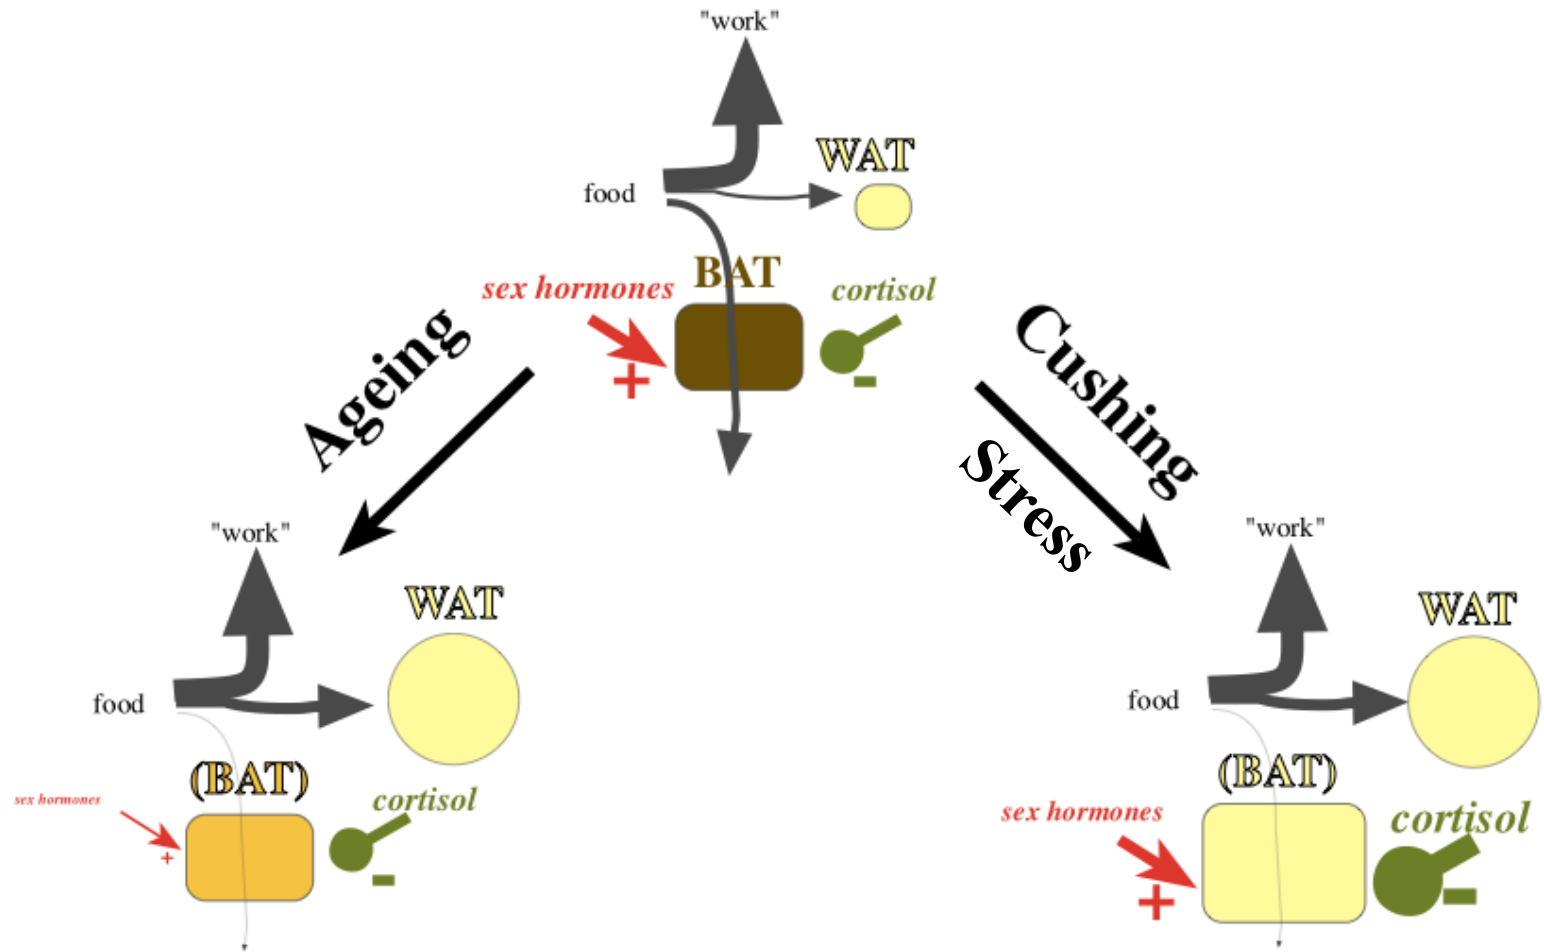 "work"
WAT
food
BAT
sex hormones
cortisol
+
-
Ageing
Cushing
Stress
"work"
WAT
food
(BAT)
sex hormones
cortisol
+
-
"work"
WAT
food
(BAT)
sex hormones
cortisol
+
-